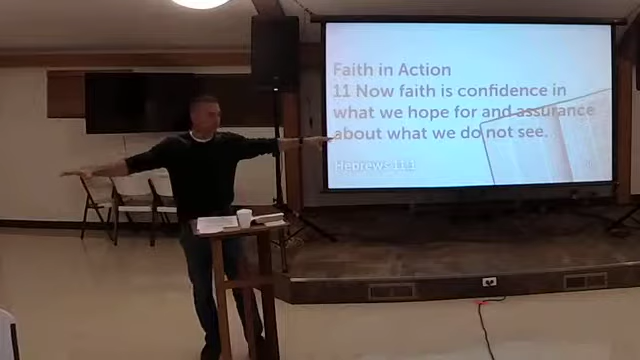 Faith in Action
11 Now faith is confidence in
what we hope for and assurance
about what we do not see.
Hebrews 11:1